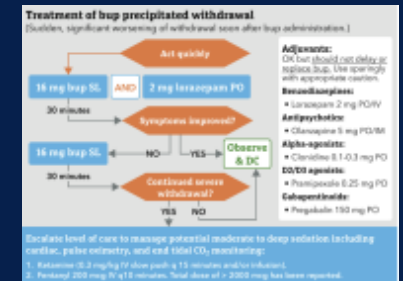 Treatment of bup precipitated withdrawal
(Sudden, significant worsening of withdrawal soon after bup administration.)
Act quickly
16 mg bup SL AND 2 mg lorazepam PO
30 minutes
Symptoms improved?
NO YES
16 mg bup SL
Observe
& DC
30 minutes
Continued severe
withdrawal?
YES NO
Adjuvants:
OK but should not delay or
replace bup. Use sparingly
with appropriate caution.
Benzodiazepines:
• Lorazepam 2 mg PO/IV
Antipsychotics:
• Olanzapine 5 mg PO/IM
Alpha-agonists:
• Clonidine 0.1-0.3 mg PO
D2/D3 agonists:
• Pramipexole 0.25 mg PO
Gabapentinoids:
• Pregabalin 150 mg PO
Escalate level of care to manage potential moderate to deep sedation including
cardiac, pulse oximetry, and end tidal CO₂ monitoring:
1. Ketamine (0.3 mg/kg IV slow push q 15 minutes and/or infusion).
2. Fentanyl 200 mcg IV q10 minutes. Total dose of > 2000 mcg has been reported.